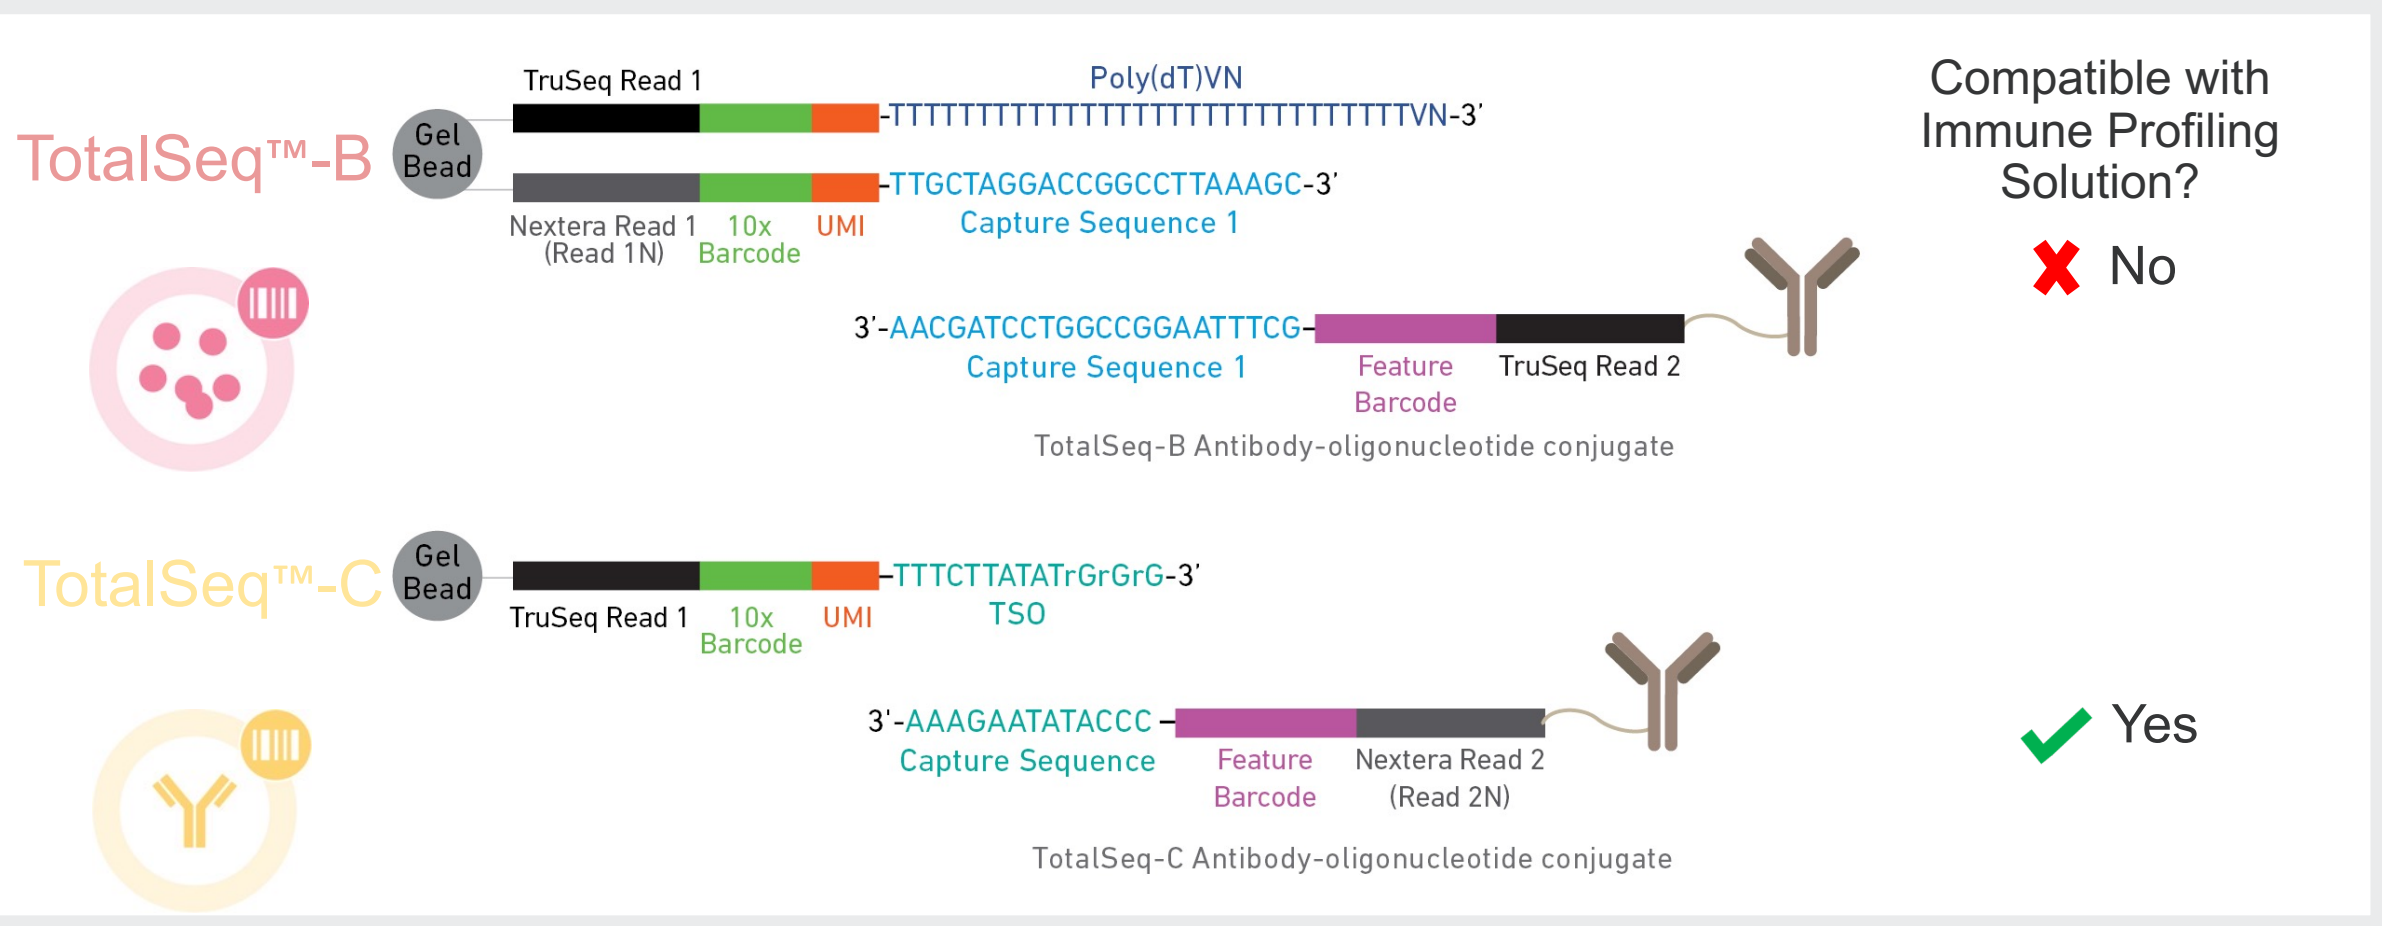 TruSeq Read 1
Poly(dT)VN
Compatible with
Immune Profiling
Solution?
TotalSeq™-B
Gel
Bead
-TTTTTTTTTTTTTTTTTTTTTTTTTTTTTTVN-3’
-TTGCTAGGACCGGCCTTAAAGC-3’
Nextera Read 1
(Read 1N)
10x
Barcode
UMI
Capture Sequence 1
No
3’-AACGATCCTGGCCGGAATTTCG-
Capture Sequence 1
Feature
Barcode
TruSeq Read 2
TotalSeq-B Antibody-oligonucleotide conjugate
TotalSeq™-C
Gel
Bead
-TTTCTTATATrGrGrG-3’
TruSeq Read 1
10x
Barcode
UMI
TSO
3'-AAAGAATATACCC -
Capture Sequence
Feature
Barcode
Nextera Read 2
(Read 2N)
Yes
TotalSeq-C Antibody-oligonucleotide conjugate